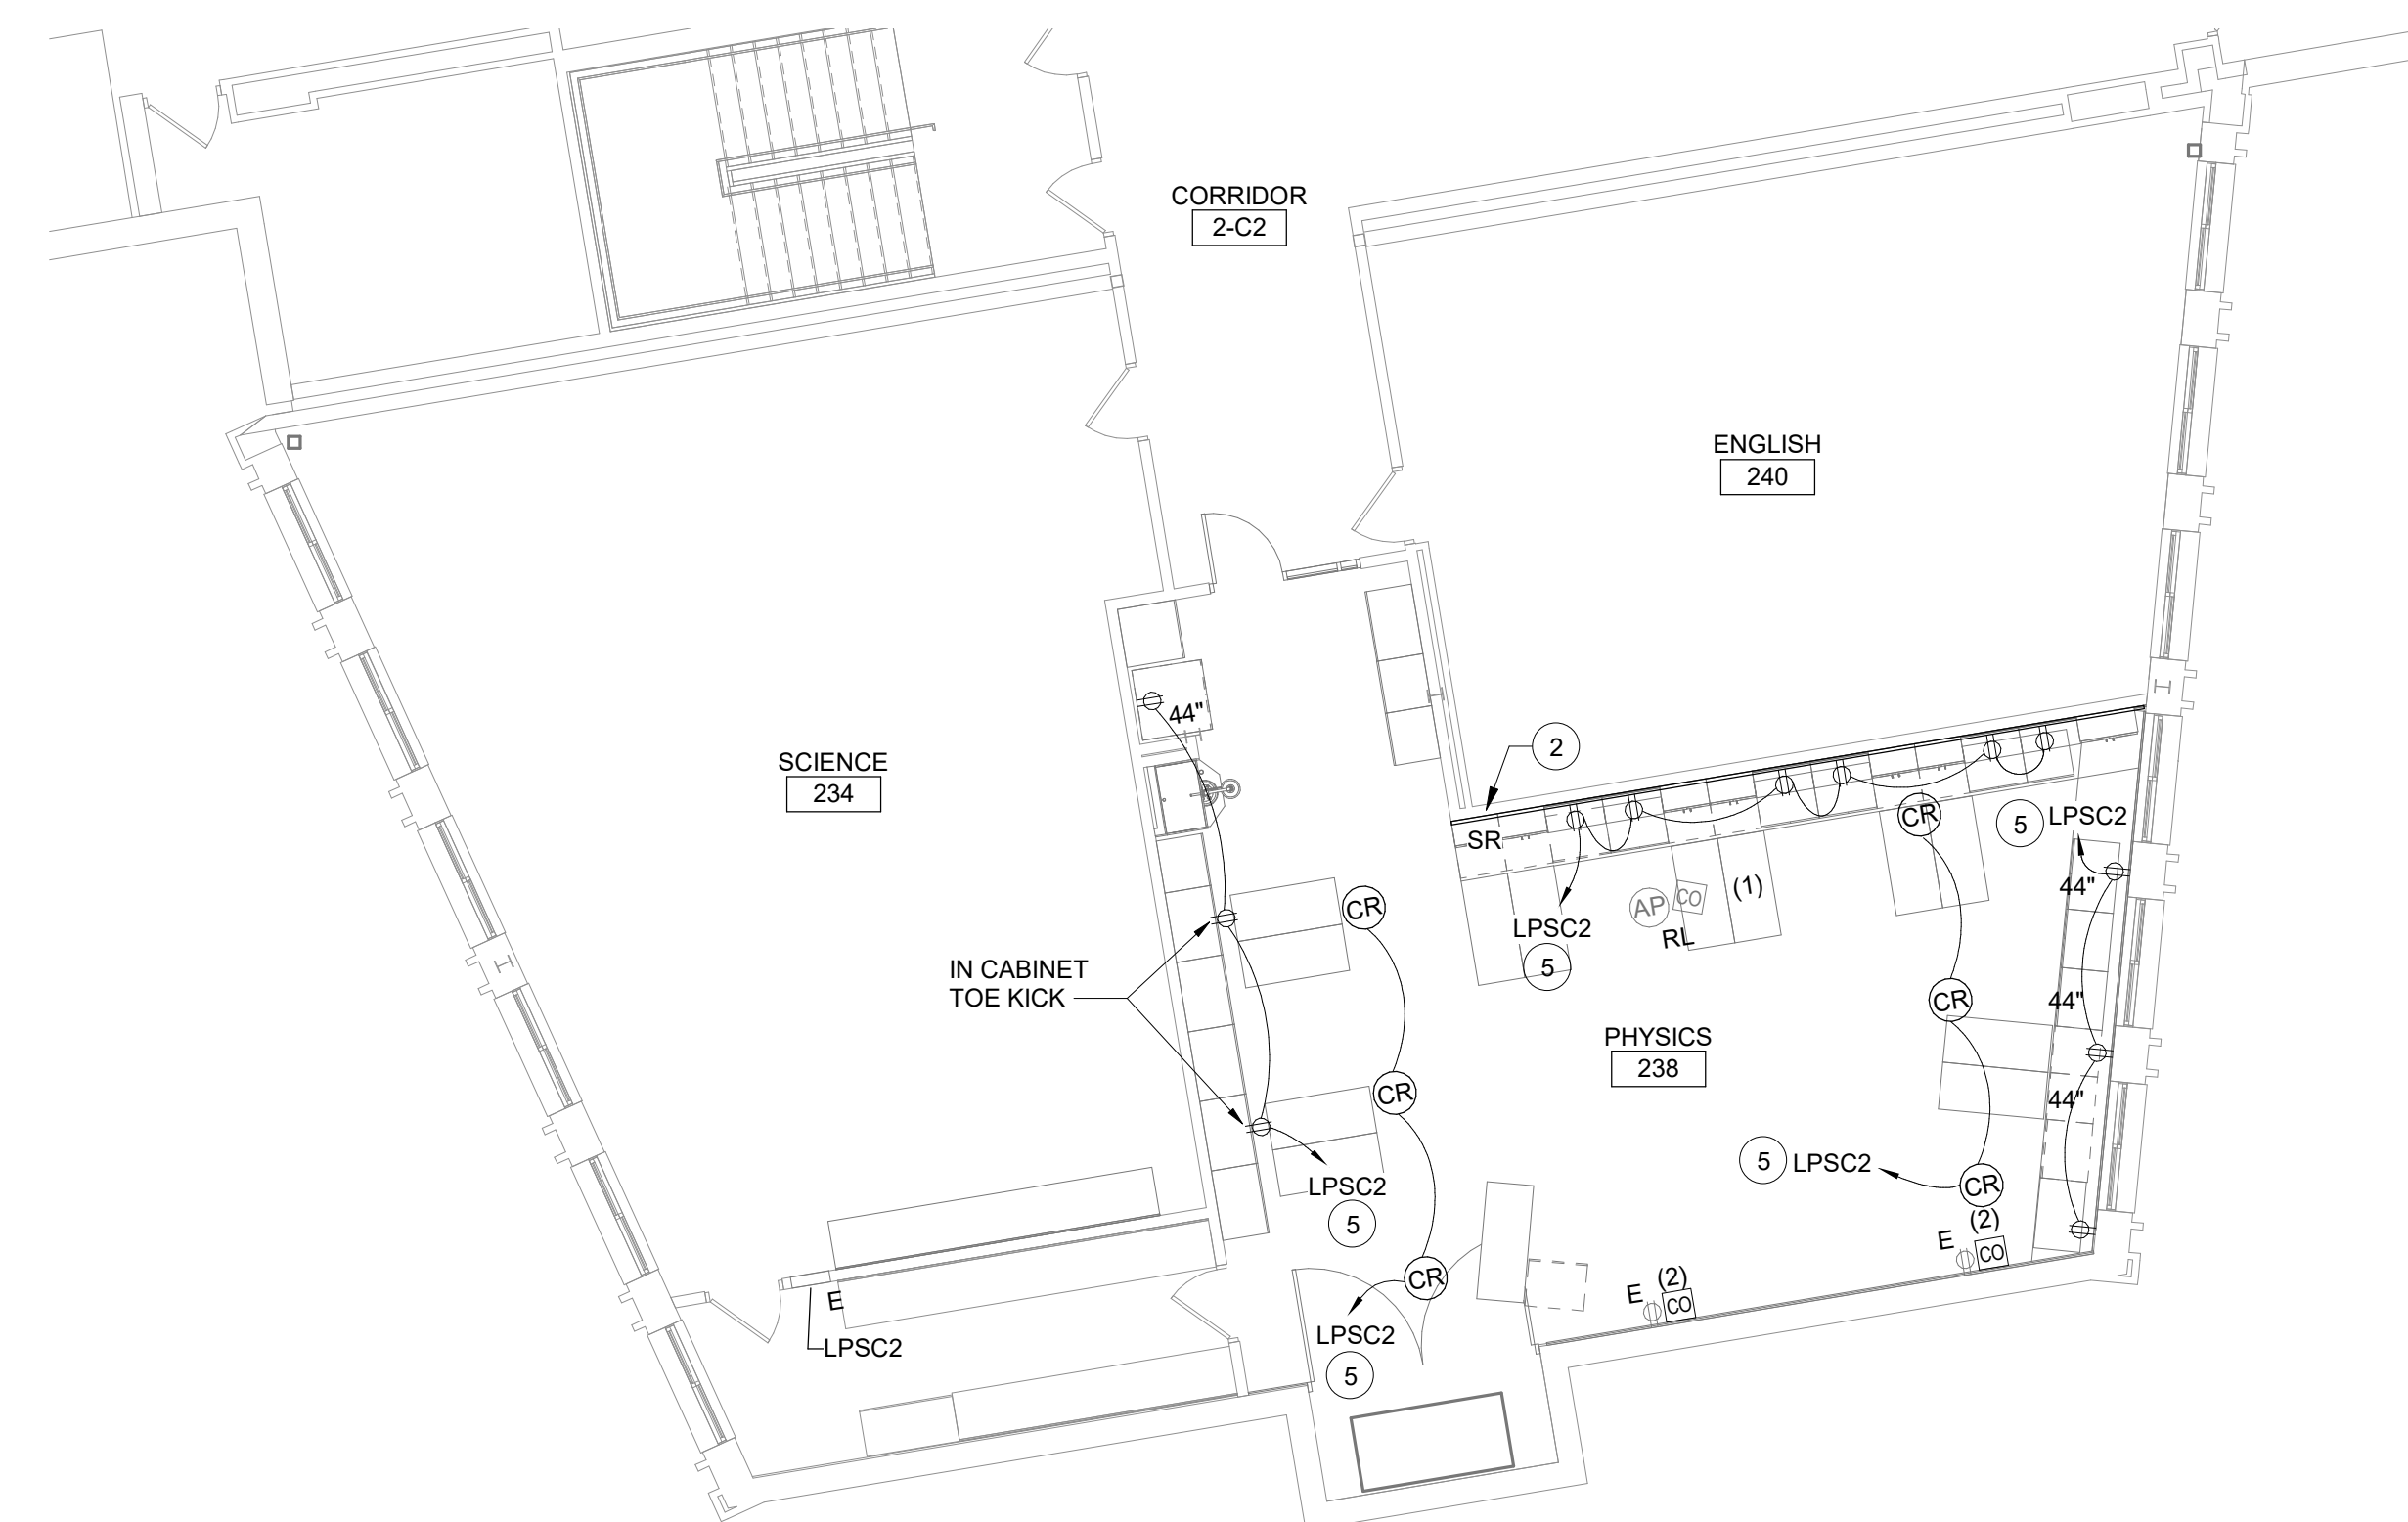 CORRIDOR
2-C2
ENGLISH
240
SCIENCE
234
44"
2
SR
CR
5
LPSC2
44"
(1)
CO
AP
RL
LPSC2
5
CR
IN CABINET
TOE KICK
CR
44"
PHYSICS
238
CR
44"
5
LPSC2
CR
LPSC2
5
(2)
E
CO
CR
E
(2)
CO
E
LPSC2
LPSC2
5